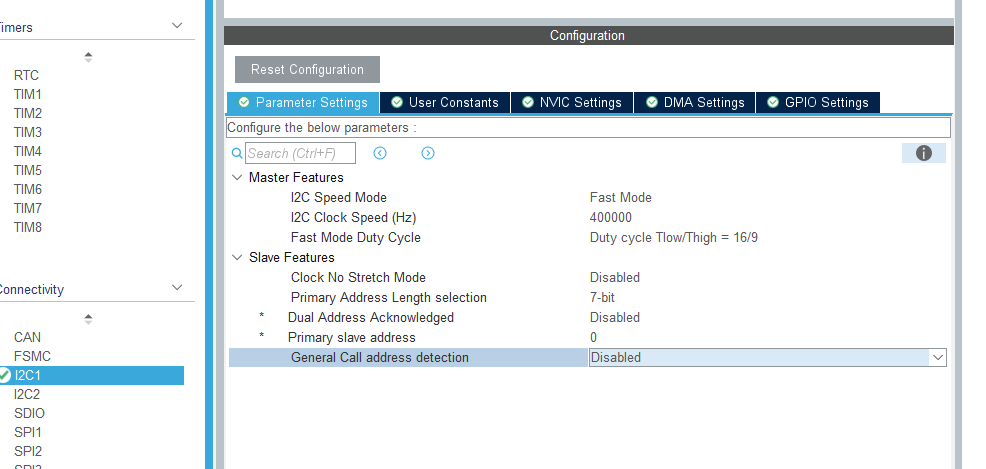 Timers
RTC
TIM1
TIM2
TIM3
TIM4
TIM5
TIM6
TIM7
TIM8
Connectivity
CAN
FSMC
I2C1
I2C2
SDIO
SPI1
SPI2
SPI3
Configuration
Reset Configuration
Parameter Settings User Constants NVIC Settings DMA Settings GPIO Settings
Configure the below parameters :
Search (Ctrl+F)
Master Features
I2C Speed Mode Fast Mode
I2C Clock Speed (Hz) 400000
Fast Mode Duty Cycle Duty cycle Tlow/Thigh = 16/9
Slave Features
Clock No Stretch Mode Disabled
Primary Address Length selection 7-bit
* Dual Address Acknowledged Disabled
* Primary slave address 0
General Call address detection Disabled